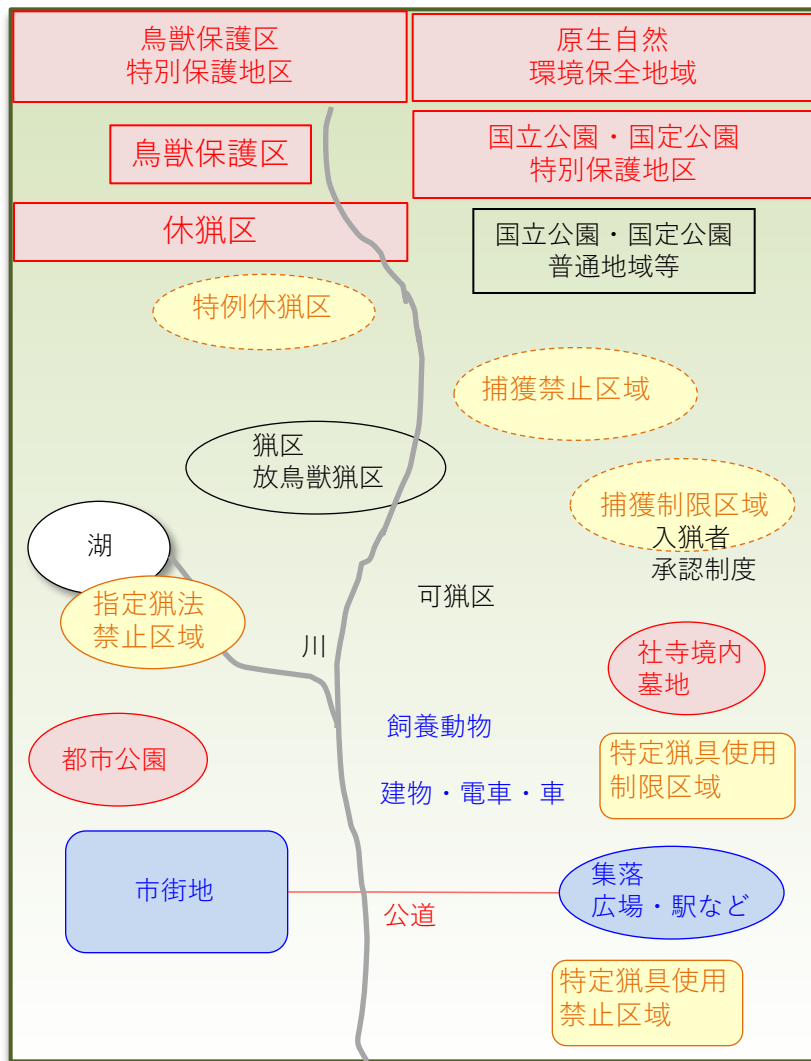 鳥獣保護区
特別保護地区
原生自然
環境保全地域
鳥獣保護区
国立公園・国定公園
特別保護地区
休猟区
国立公園・国定公園
普通地域等
特例休猟区
捕獲禁止区域
猟区
放鳥獣猟区
捕獲制限区域
入猟者
承認制度
湖
可猟区
指定猟法
禁止区域
川
社寺境内
墓地
飼養動物
都市公園
特定猟具使用
制限区域
建物・電車・車
市街地
集落
広場・駅など
公道
特定猟具使用
禁止区域